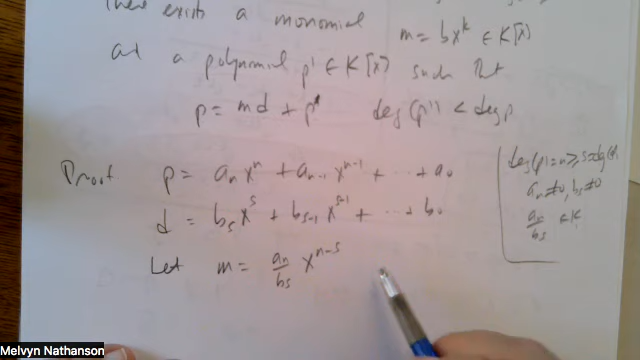 There exists a monomial m = bx^k ∈ K[x]
and a polynomial p' ∈ K[x] such that
p = md + p' deg(p') < deg p
Proof p = a_n x^n + a_{n-1} x^{n-1} + ... + a_0
d = b_s x^s + b_{s-1} x^{s-1} + ... + b_0
Let m = a_n/b_s x^{n-s}
deg(p) = n ≥ s = deg(d)
a_n ≠ 0, b_s ≠ 0
a_n/b_s ∈ K
Melvyn Nathanson